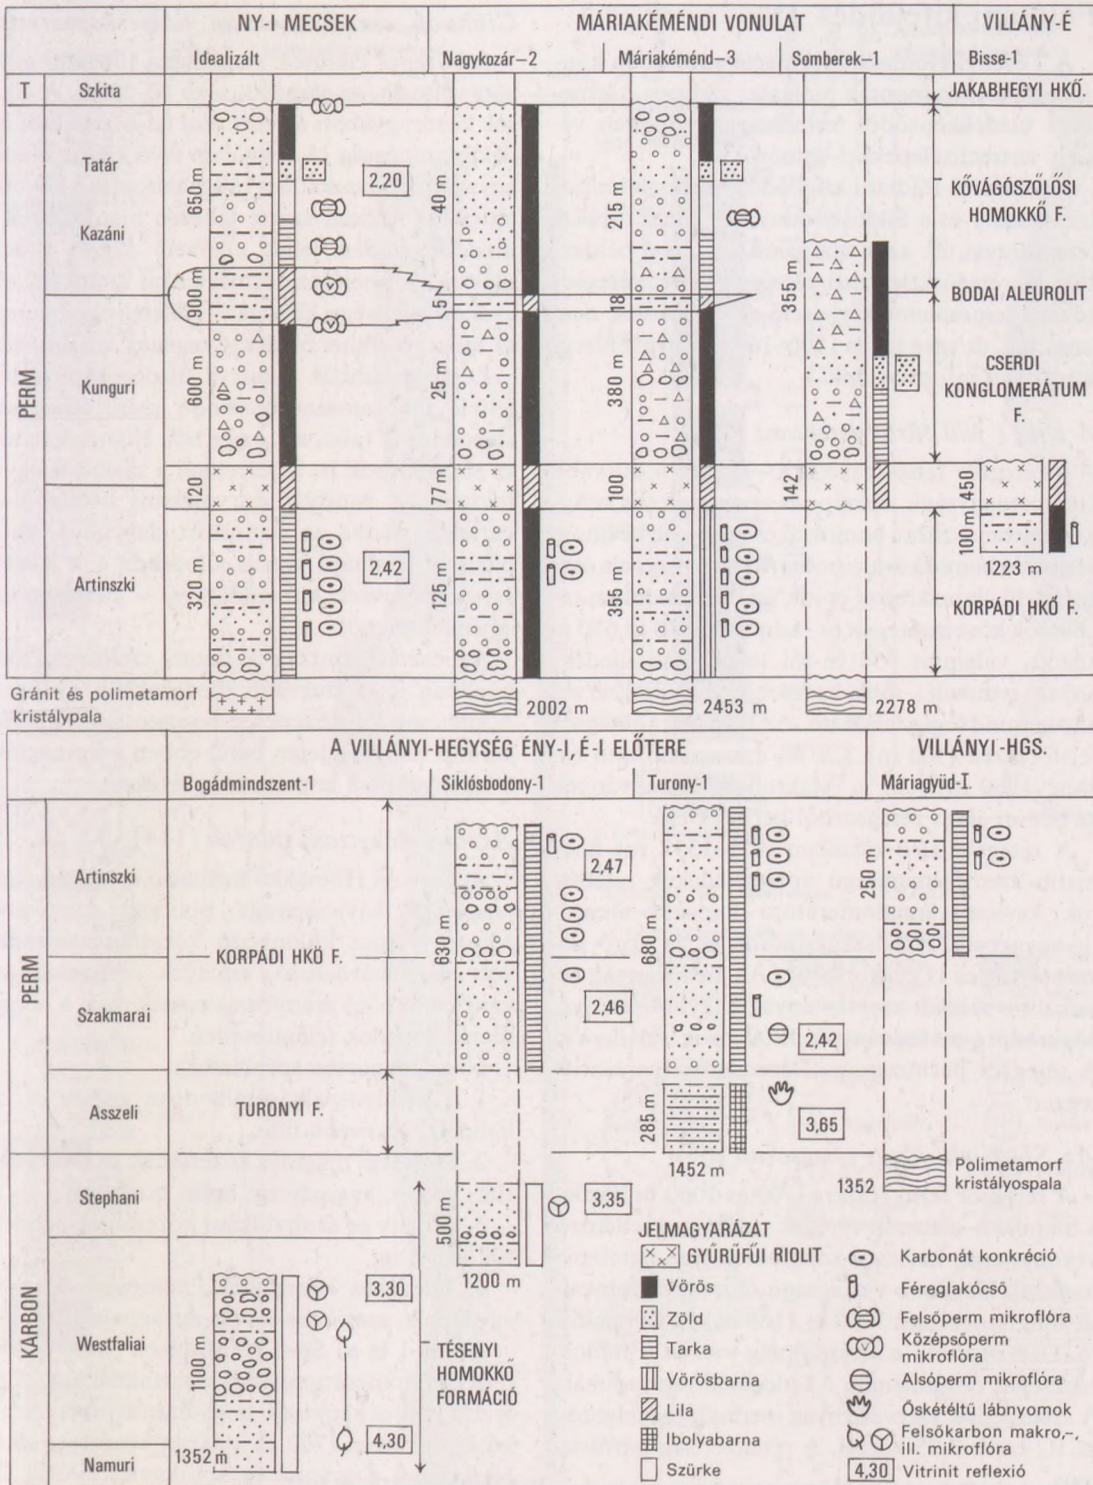 NY-I MECSEK MÁRIAKÉMÉNDI VONULAT VILLÁNY-É
Idealizált Nagykozár–2 Máriakéménd–3 Somberek–1 Bisse-1
T Szkita JAKABHEGYI HKŐ.
PERM
Tatár
Kazáni
Kunguri
Artinszki
650 m
900 m
600 m
120
320 m
2,20
2,42
40 m
5
25 m
77 m
125 m
2002 m
215 m
18
380 m
100
355 m
2453 m
355 m
142
2278 m
450
100 m
1223 m
KŐVÁGÓSZŐLŐSI
HOMOKKŐ F.
BODAI ALEUROLIT
CSERDI
KONGLOMERÁTUM
F.
KORPÁDI HKŐ F.
Gránit és polimetamorf
kristálypala
A VILLÁNYI-HEGYSÉG ÉNY-I, É-I ELŐTERE VILLÁNYI -HGS.
Bogádmindszent-1 Siklósbodony-1 Turony-1 Máriagyüd-I.
PERM
Artinszki
Szakmarai
Asszeli
KARBON
Stephani
Westfaliai
Namuri
KORPÁDI HKŐ F.
TURONYI F.
1100 m
1352 m
3,30
4,30
TÉSENYI
HOMOKKŐ
FORMÁCIÓ
630 m
2,47
2,46
500 m
3,35
1200 m
680 m
2,42
285 m
3,65
1452 m
250 m
1352
Polimetamorf
kristályospala
JELMAGYARÁZAT
GYŰRŰFŰI RIOLIT
Vörös
Zöld
Tarka
Vörösbarna
Lila
Ibolyabarna
Szürke
Karbonát konkréció
Féreglakócső
Felsőperm mikroflóra
Középsőperm
mikroflóra
Alsóperm mikroflóra
Őskétéltű lábnyomok
Felsőkarbon makro,-,
ill. mikroflóra
4,30 Vitrinit reflexió